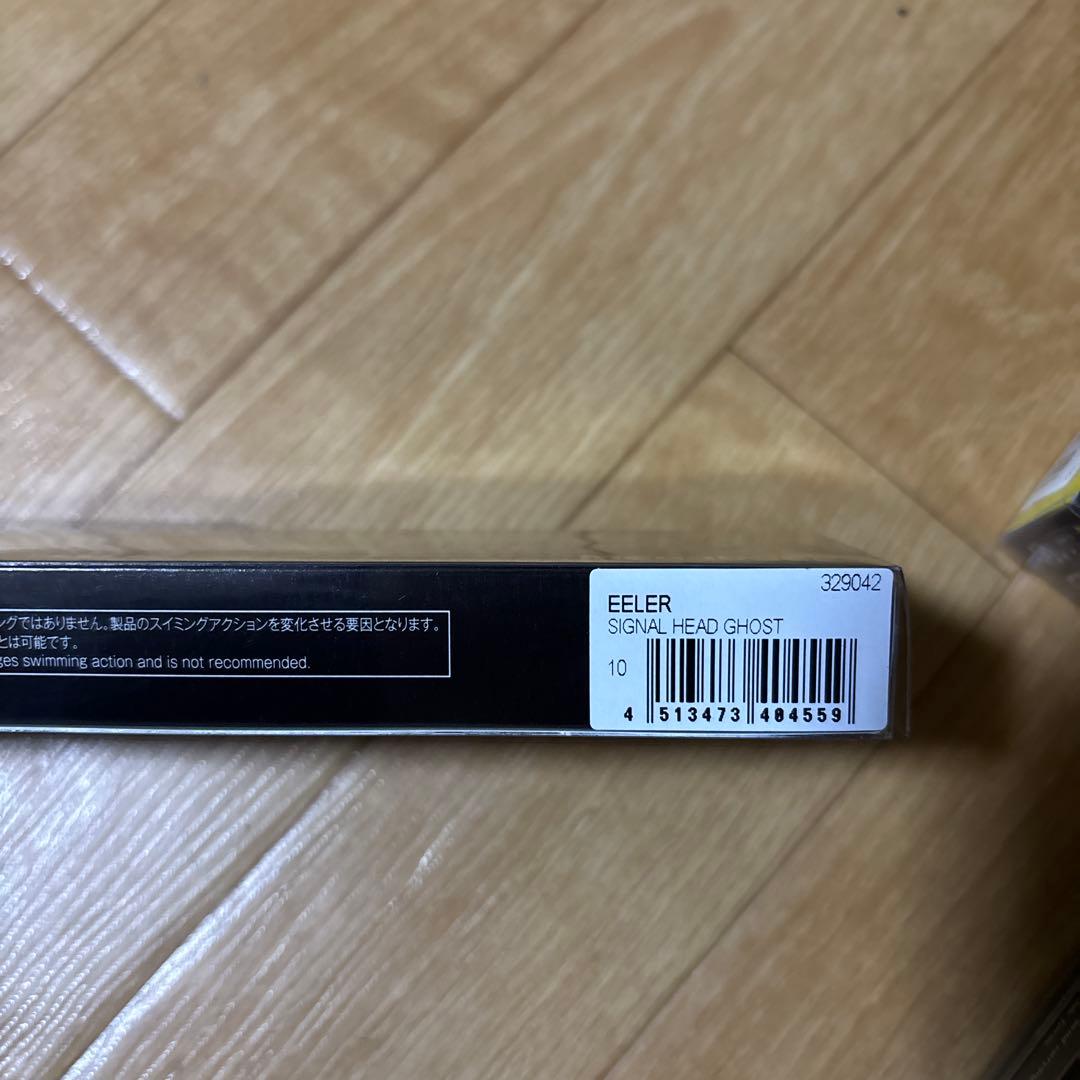 ングではありません。製品のスイミングアクションを変化させる要因となります。
とは可能です。
ges swimming action and is not recommended.
329042
EELER
SIGNAL HEAD GHOST
10
4 513473 404559